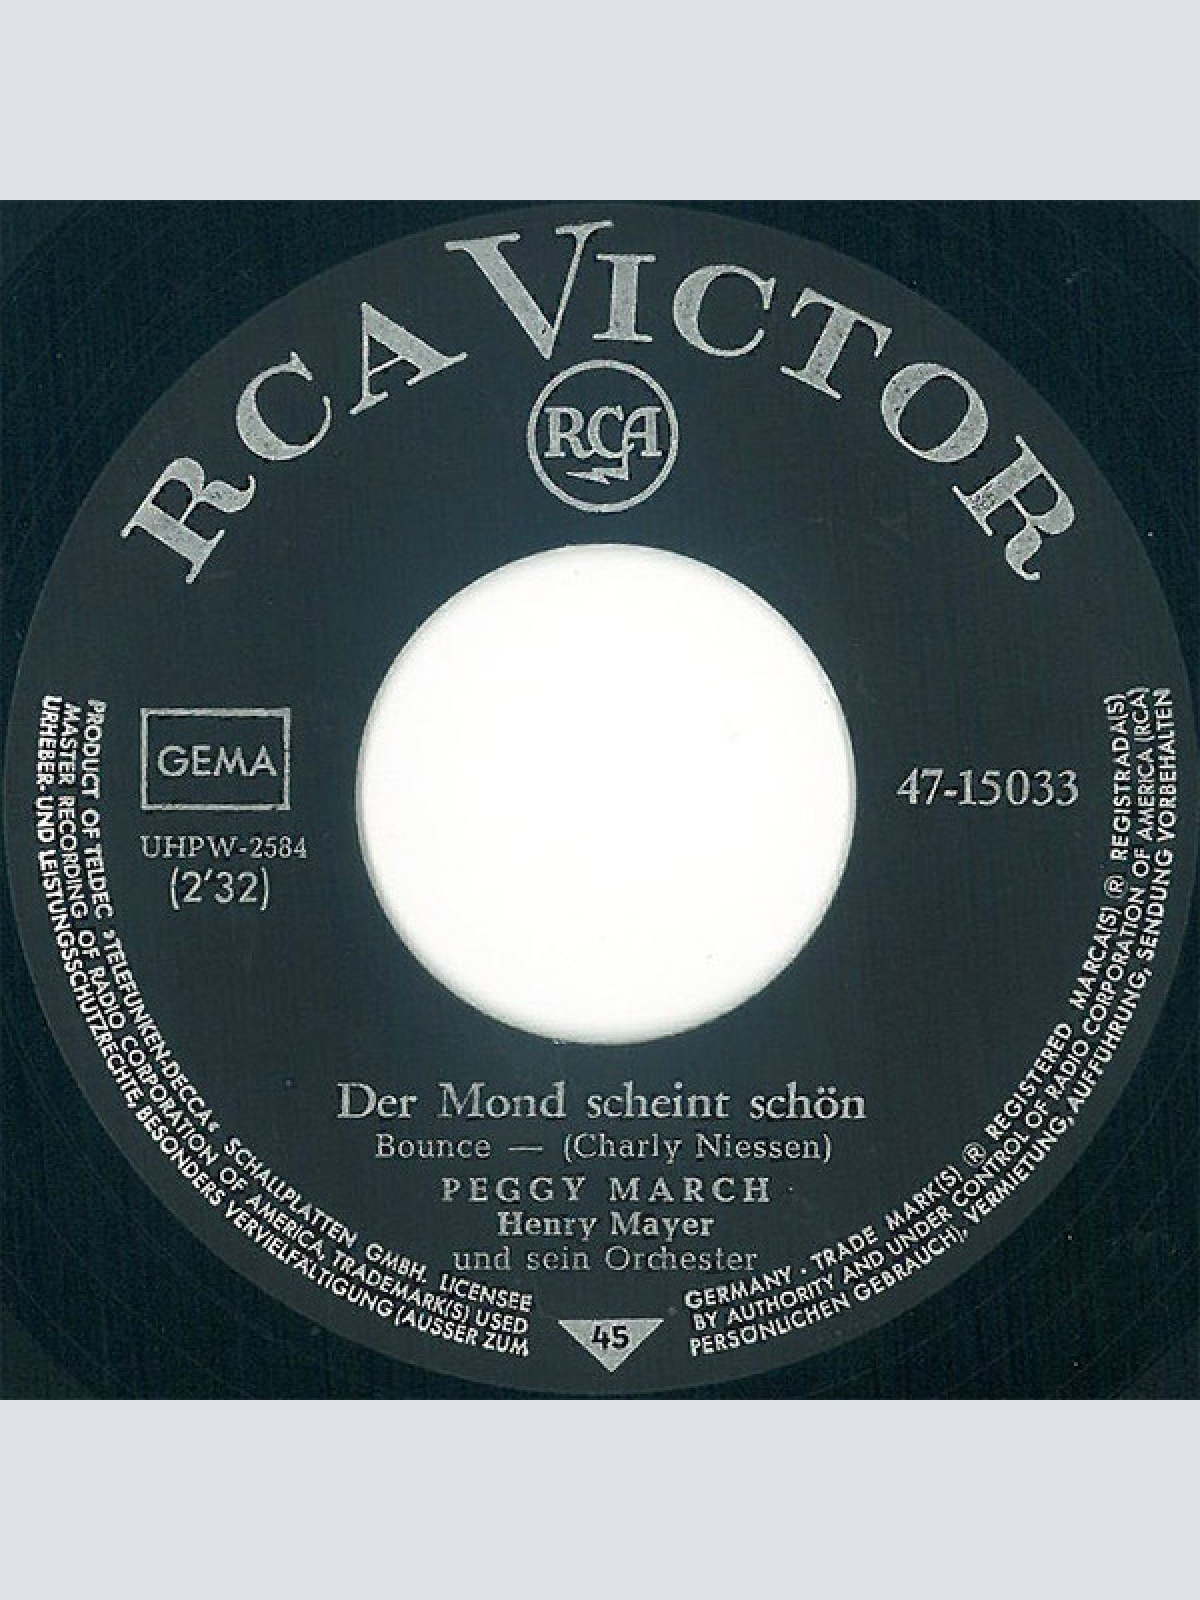 RCA VICTOR
RCA
GEMA
47-15033
UHPW-2584
(2'32)
Der Mond scheint schön
Bounce — (Charly Niessen)
PEGGY MARCH
Henry Mayer
und sein Orchester
45
PRODUCT OF TELDEC »TELEFUNKEN-DECCA« SCHALLPLATTEN GMBH. LICENSEE GERMANY · TRADE MARK(S) ® REGISTERED MARCA(S) ® REGISTRADA(S)
MASTER RECORDING OF RADIO CORPORATION OF AMERICA, TRADEMARK(S) USED BY AUTHORITY AND UNDER CONTROL OF RADIO CORPORATION OF AMERICA (RCA)
URHEBER- UND LEISTUNGSSCHUTZRECHTE, BESONDERS VERVIELFÄLTIGUNG (AUSSER ZUM PERSÖNLICHEN GEBRAUCH), VERMIETUNG, AUFFÜHRUNG, SENDUNG VORBEHALTEN